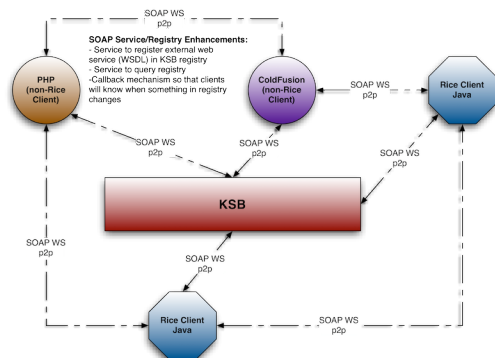 SOAP WS
p2p
SOAP Service/Registry Enhancements:
- Service to register external web
service (WSDL) in KSB registry
- Service to query registry
-Callback mechanism so that clients
will know when something in registry
changes
PHP
(non-Rice
Client)
ColdFusion
(non-Rice
Client)
SOAP WS
p2p
Rice Client
Java
SOAP WS
p2p
SOAP WS
p2p
SOAP WS
p2p
KSB
SOAP WS
p2p
SOAP WS
p2p
SOAP WS
p2p
Rice Client
Java